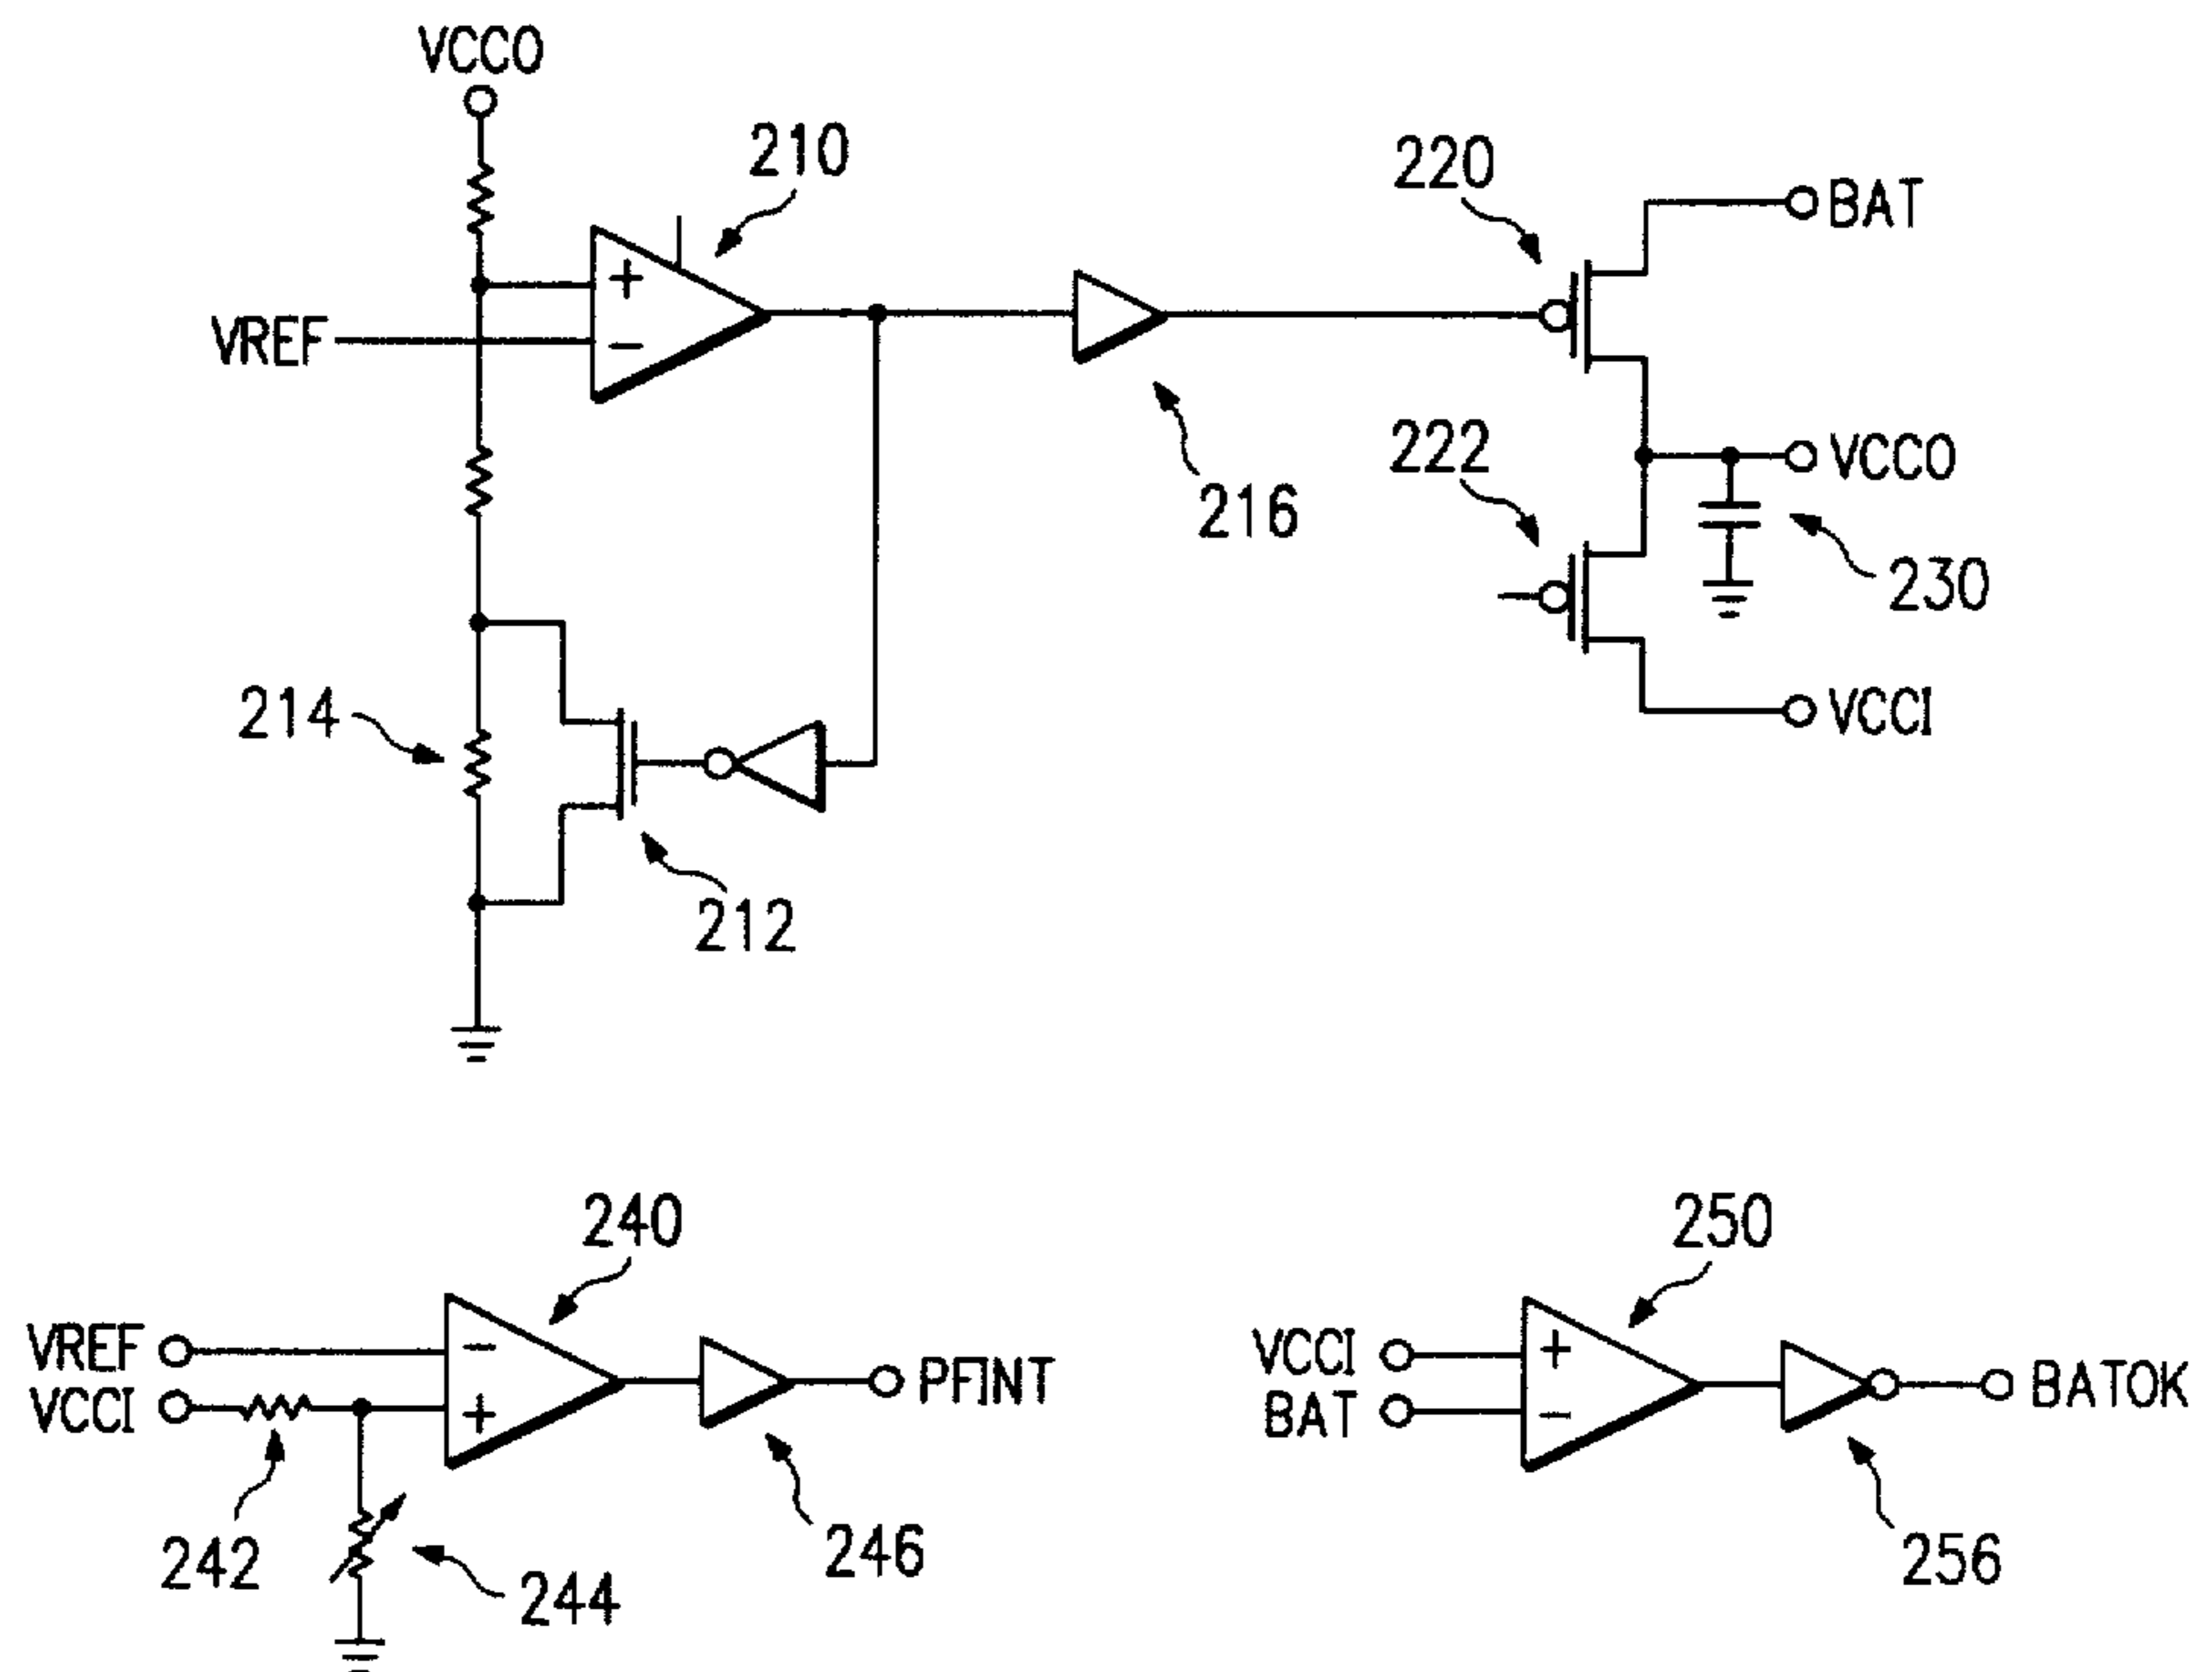 VCCO
210
220
BAT
VREF
+
−
222
VCCO
216
230
214
VCCI
212
240
250
VREF
−
VCCI
+
PFINT
VCCI
+
BAT
−
BATOK
242
244
246
256